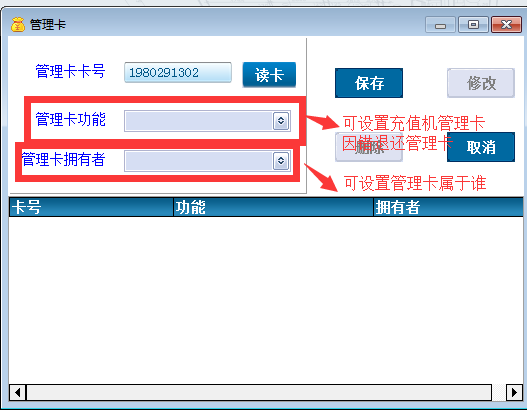 管理卡
管理卡卡号 1980291302 读卡
保存 修改
管理卡功能
可设置充值机管理卡
因错退还管理卡
删除 取消
管理卡拥有者
可设置管理卡属于谁
卡号 功能 拥有者